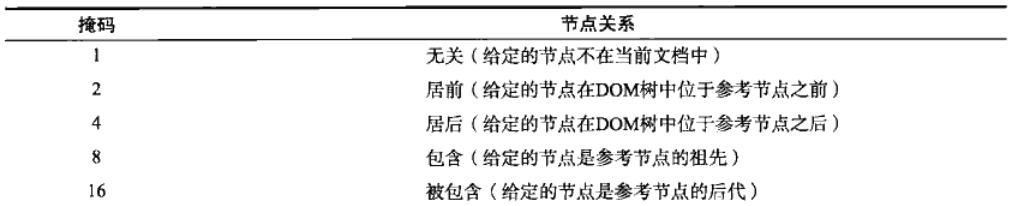 掩码 节点关系
1 无关（给定的节点不在当前文档中）
2 居前（给定的节点在DOM树中位于参考节点之前）
4 居后（给定的节点在DOM树中位于参考节点之后）
8 包含（给定的节点是参考节点的祖先）
16 被包含（给定的节点是参考节点的后代）